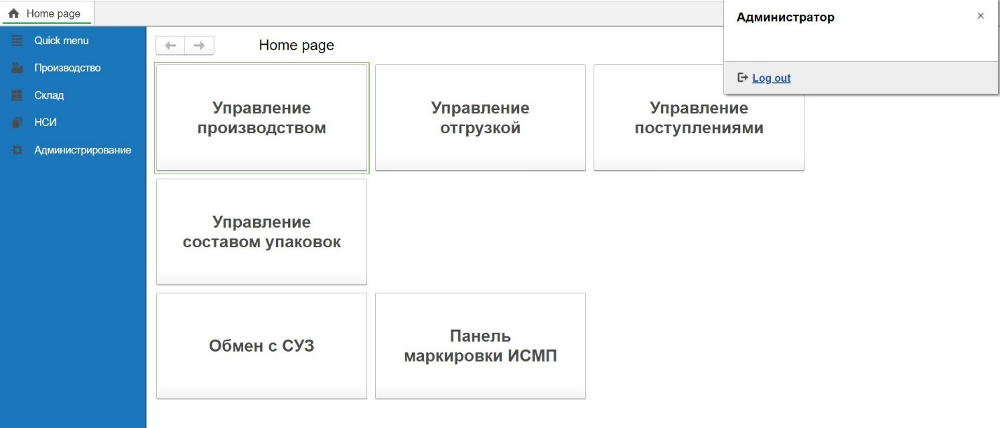 Home page
Администратор
×
Log out
Quick menu
Производство
Склад
НСИ
Администрирование
Home page
Управление
производством
Управление
отгрузкой
Управление
поступлениями
Управление
составом упаковок
Обмен с СУЗ
Панель
маркировки ИСМП